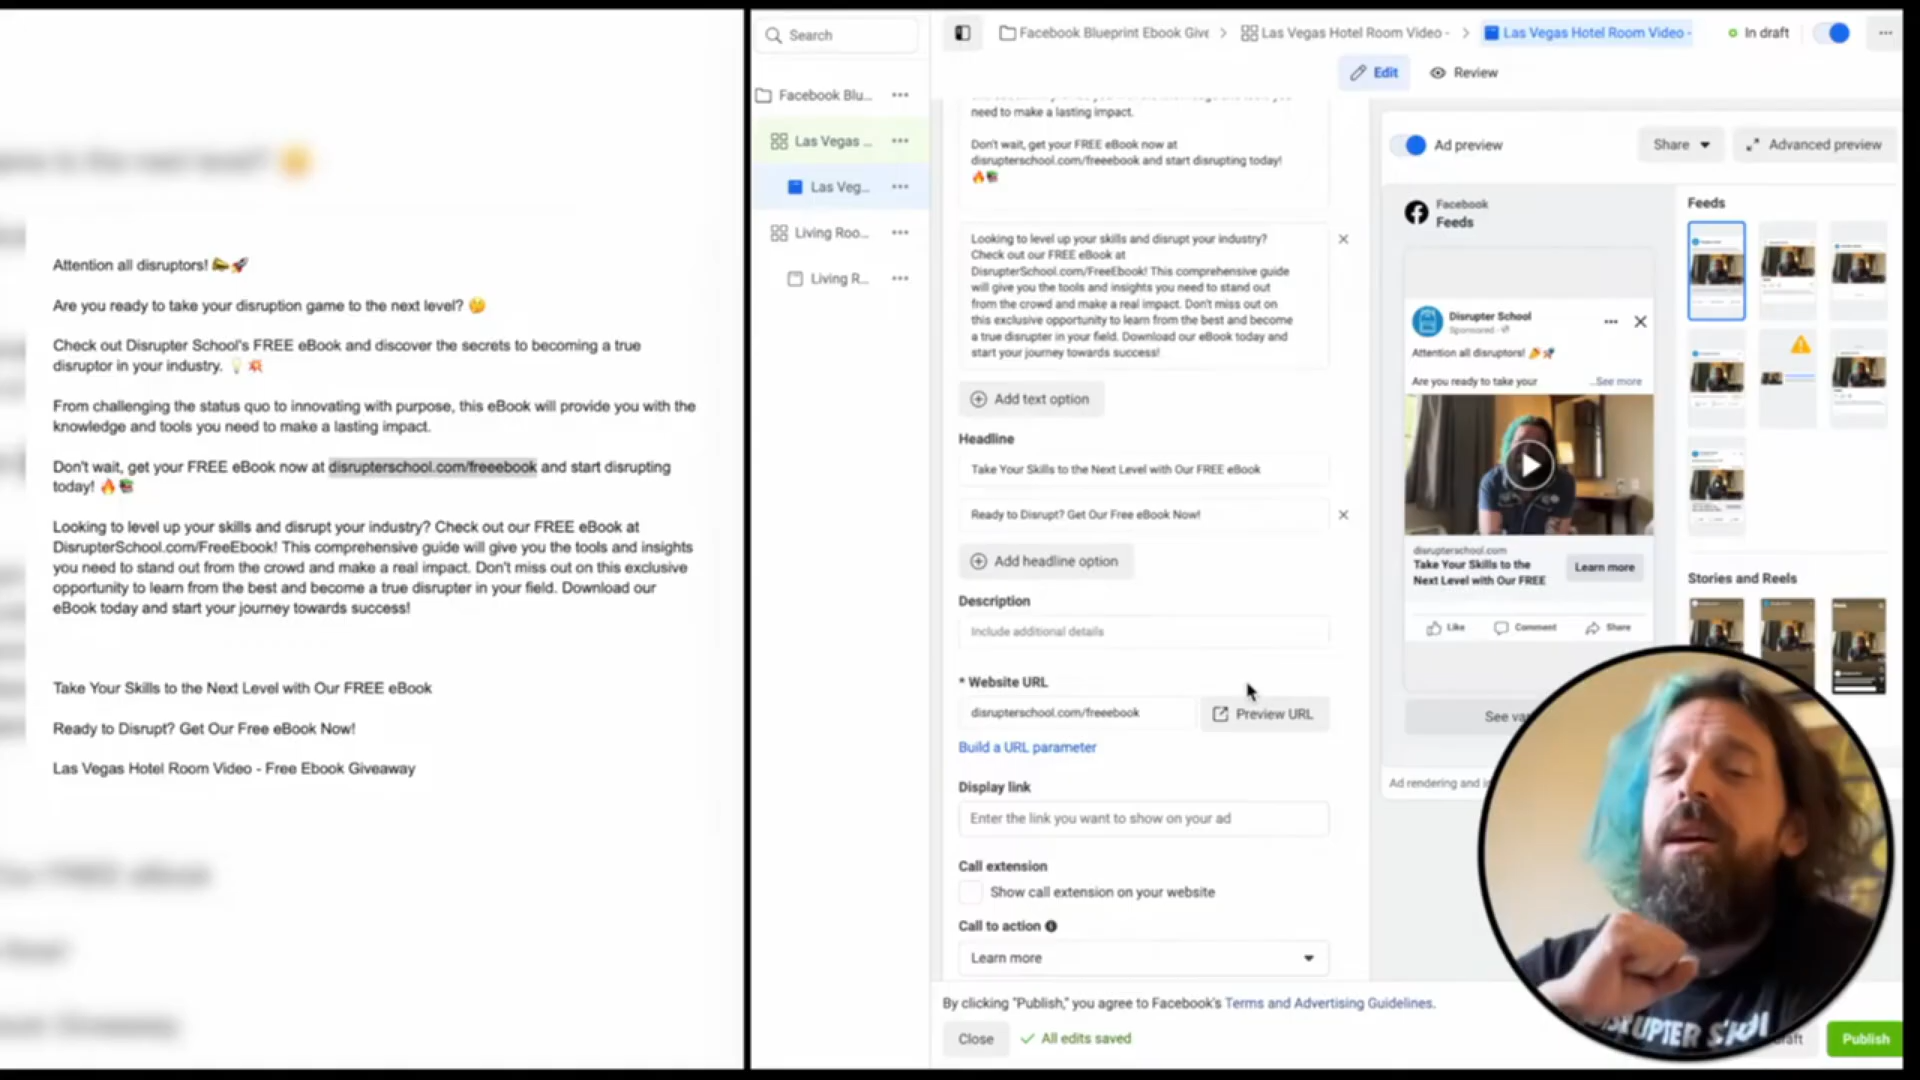 Attention all disruptors! 📣🚀
Are you ready to take your disruption game to the next level? 🤔
Check out Disrupter School's FREE eBook and discover the secrets to becoming a true
disruptor in your industry. 💡💥
From challenging the status quo to innovating with purpose, this eBook will provide you with the
knowledge and tools you need to make a lasting impact.
Don't wait, get your FREE eBook now at disrupterschool.com/freeebook and start disrupting
today! 🔥📚
Looking to level up your skills and disrupt your industry? Check out our FREE eBook at
DisrupterSchool.com/FreeEbook! This comprehensive guide will give you the tools and insights
you need to stand out from the crowd and make a real impact. Don't miss out on this exclusive
opportunity to learn from the best and become a true disrupter in your field. Download our
eBook today and start your journey towards success!
Take Your Skills to the Next Level with Our FREE eBook
Ready to Disrupt? Get Our Free eBook Now!
Las Vegas Hotel Room Video - Free Ebook Giveaway
Search
Facebook Blu...
Las Vegas ...
Las Veg...
Living Roo...
Living R...
Facebook Blueprint Ebook Give
Las Vegas Hotel Room Video -
Las Vegas Hotel Room Video -
In draft
Edit
Review
need to make a lasting impact.
Don't wait, get your FREE eBook now at
disrupterschool.com/freeebook and start disrupting today!
🔥📚
Looking to level up your skills and disrupt your industry?
Check out our FREE eBook at
DisrupterSchool.com/FreeEbook! This comprehensive guide
will give you the tools and insights you need to stand out
from the crowd and make a real impact. Don't miss out on
this exclusive opportunity to learn from the best and become
a true disrupter in your field. Download our eBook today and
start your journey towards success!
Add text option
Headline
Take Your Skills to the Next Level with Our FREE eBook
Ready to Disrupt? Get Our Free eBook Now!
Add headline option
Description
Include additional details
* Website URL
disrupterschool.com/freeebook
Preview URL
Build a URL parameter
Display link
Enter the link you want to show on your ad
Call extension
Show call extension on your website
Call to action
Learn more
By clicking "Publish," you agree to Facebook's Terms and Advertising Guidelines.
Close
All edits saved
Publish
Ad preview
Share
Advanced preview
Facebook
Feeds
Disrupter School
Sponsored
Attention all disruptors! 🎉🚀
Are you ready to take your ...See more
disrupterschool.com
Take Your Skills to the
Next Level with Our FREE
Learn more
Like
Comment
Share
See va
Ad rendering and i
Feeds
Stories and Reels